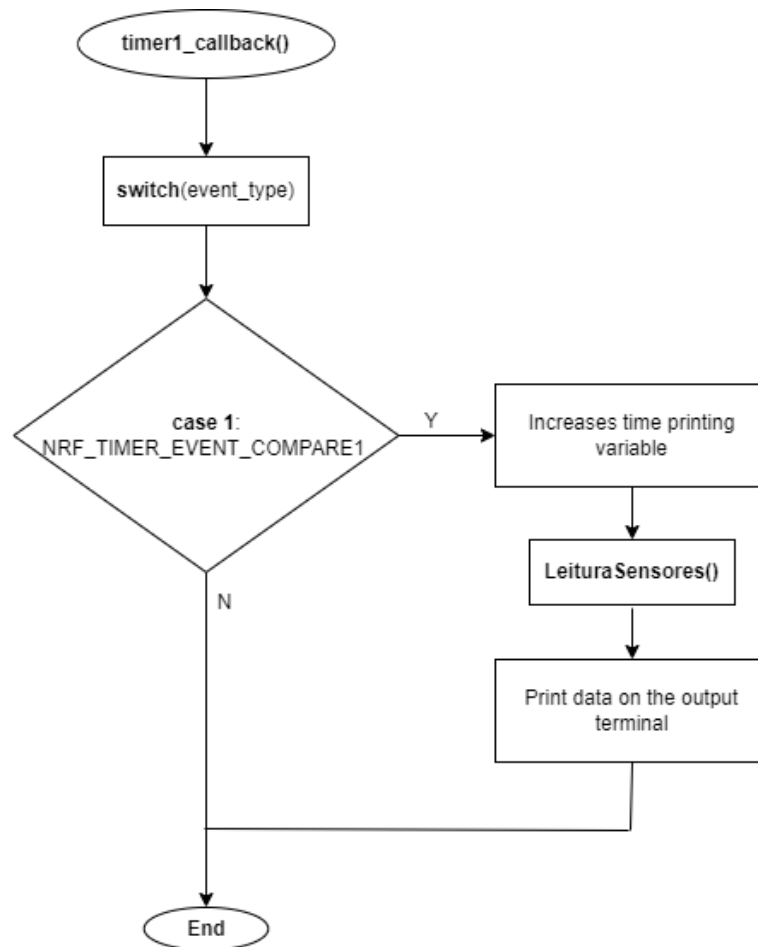 timer1_callback()
switch(event_type)
case 1:
NRF_TIMER_EVENT_COMPARE1
Y
Increases time printing
variable
LeituraSensores()
N
Print data on the output
terminal
End